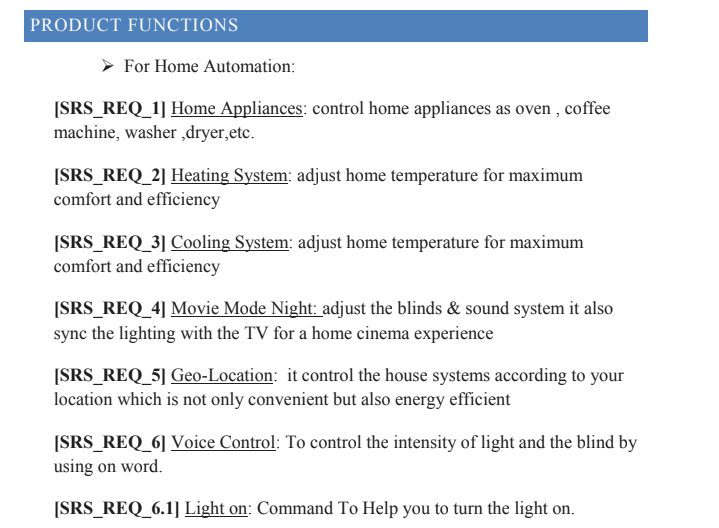 PRODUCT FUNCTIONS
➢ For Home Automation:
[SRS_REQ_1] Home Appliances: control home appliances as oven , coffee
machine, washer ,dryer,etc.
[SRS_REQ_2] Heating System: adjust home temperature for maximum
comfort and efficiency
[SRS_REQ_3] Cooling System: adjust home temperature for maximum
comfort and efficiency
[SRS_REQ_4] Movie Mode Night: adjust the blinds & sound system it also
sync the lighting with the TV for a home cinema experience
[SRS_REQ_5] Geo-Location:  it control the house systems according to your
location which is not only convenient but also energy efficient
[SRS_REQ_6] Voice Control: To control the intensity of light and the blind by
using on word.
[SRS_REQ_6.1] Light on: Command To Help you to turn the light on.